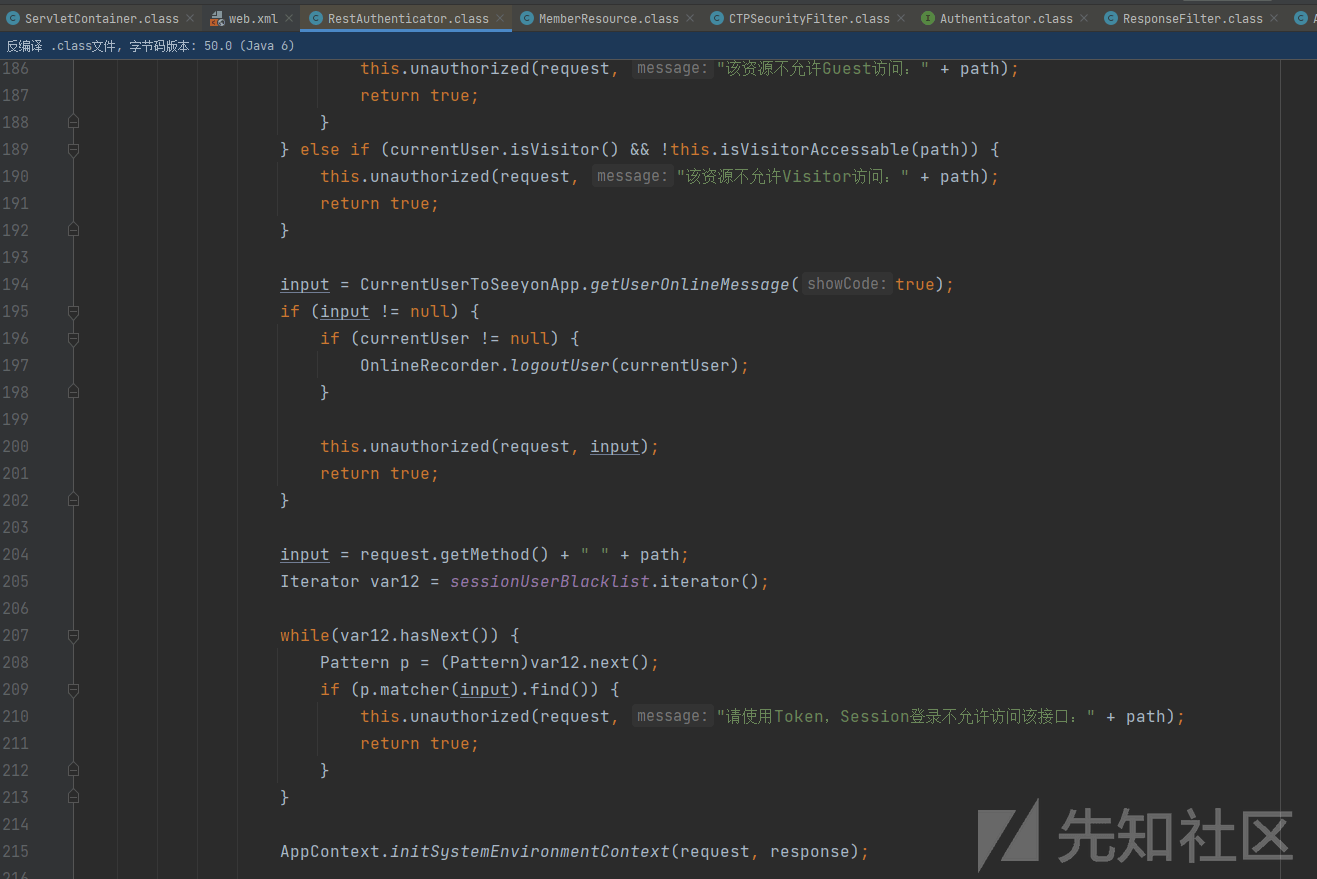 ServletContainer.class web.xml RestAuthenticator.class MemberResource.class CTPSecurityFilter.class Authenticator.class ResponseFilter.class
反编译 .class文件, 字节码版本: 50.0 (Java 6)
186 this.unauthorized(request, message: "该资源不允许Guest访问：" + path);
187 return true;
188 }
189 } else if (currentUser.isVisitor() && !this.isVisitorAccessable(path)) {
190 this.unauthorized(request, message: "该资源不允许Visitor访问：" + path);
191 return true;
192 }
193
194 input = CurrentUserToSeeyonApp.getUserOnlineMessage( showCode: true);
195 if (input != null) {
196 if (currentUser != null) {
197 OnlineRecorder.logoutUser(currentUser);
198 }
199
200 this.unauthorized(request, input);
201 return true;
202 }
203
204 input = request.getMethod() + " " + path;
205 Iterator var12 = sessionUserBlacklist.iterator();
206
207 while(var12.hasNext()) {
208 Pattern p = (Pattern)var12.next();
209 if (p.matcher(input).find()) {
210 this.unauthorized(request, message: "请使用Token，Session登录不允许访问该接口：" + path);
211 return true;
212 }
213 }
214
215 AppContext.initSystemEnvironmentContext(request, response);
216
先知社区